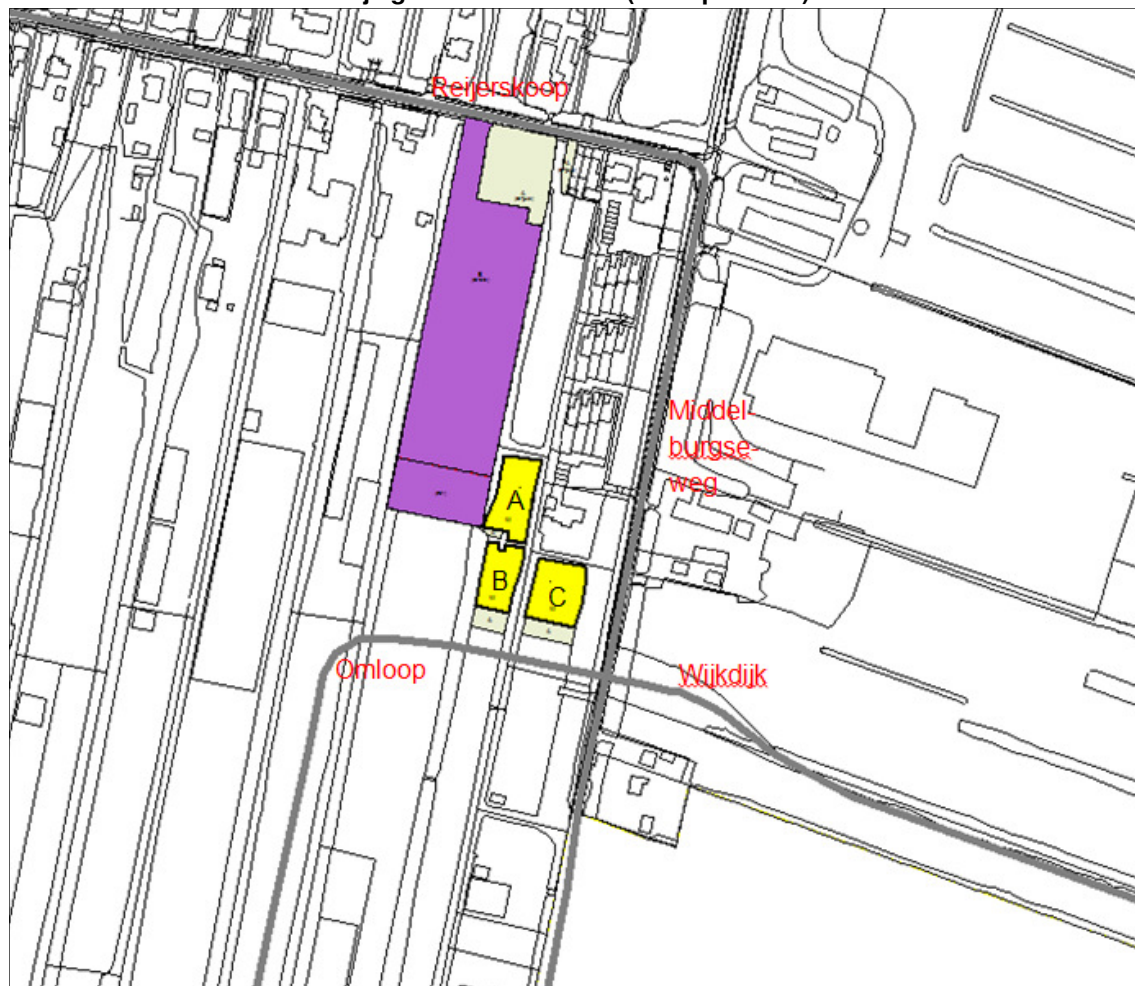 Reijerskoop
Middel-
burgse-
weg
A
B
C
Omloop
Wijkdijk